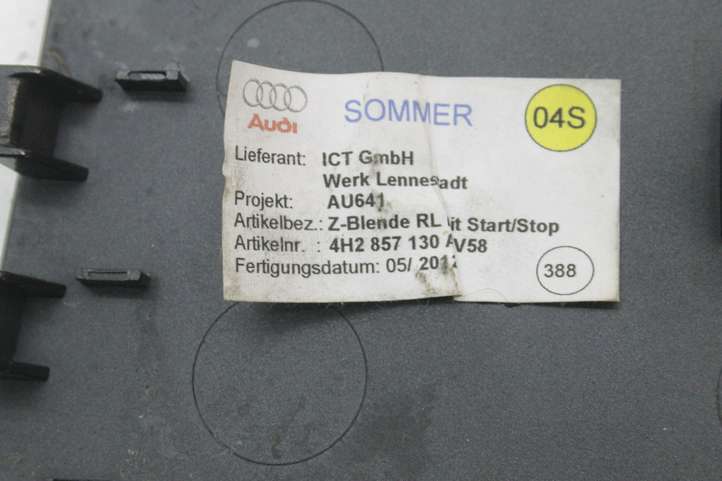 Audi
SOMMER
04S
Lieferant: ICT GmbH
Werk Lennestadt
Projekt: AU641
Artikelbez.: Z-Blende RL it Start/Stop
Artikelnr. : 4H2 857 130 V58
Fertigungsdatum: 05/
388